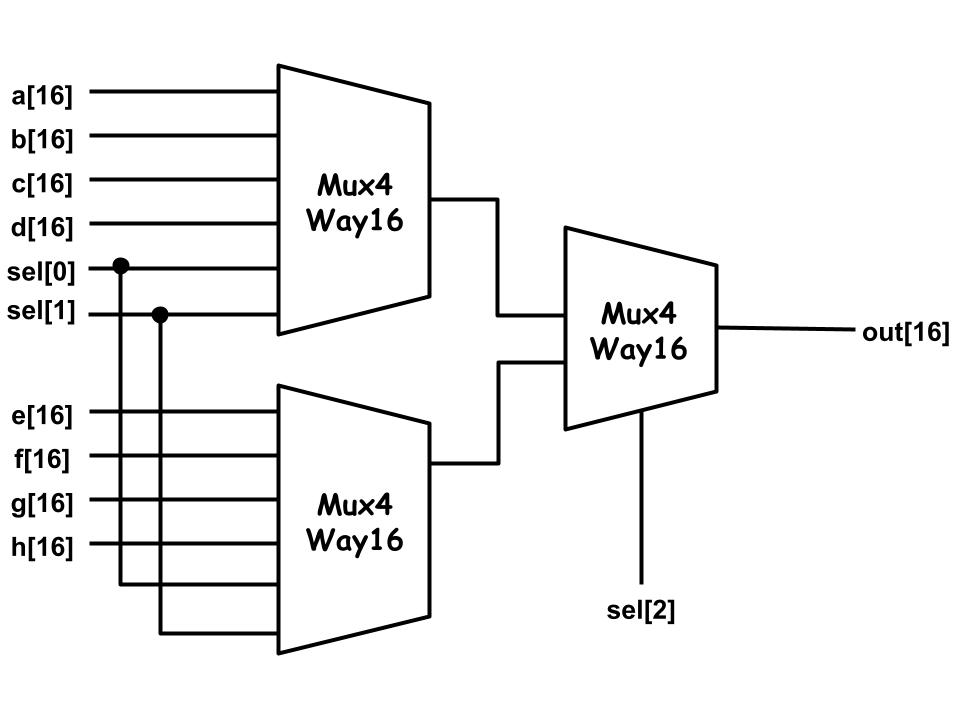 a[16]
b[16]
c[16]
d[16]
sel[0]
sel[1]
Mux4
Way16
e[16]
f[16]
g[16]
h[16]
Mux4
Way16
Mux4
Way16
out[16]
sel[2]